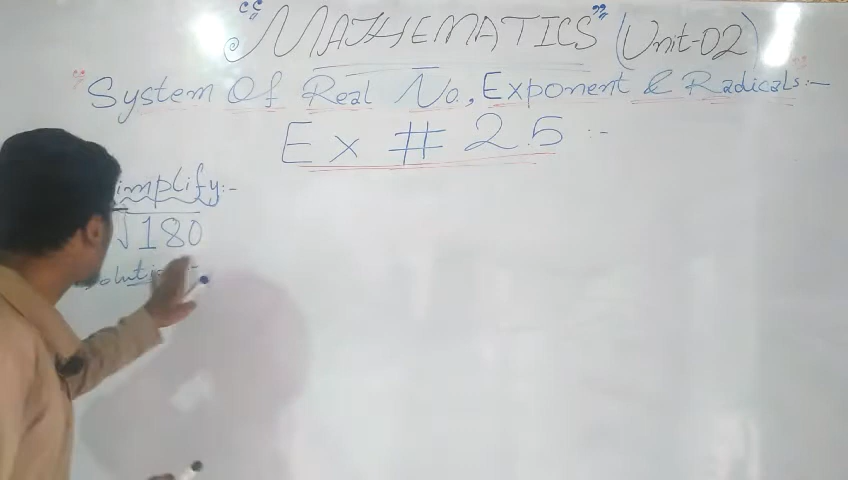 "MATHEMATICS" (Unit-02)
"System Of Real No., Exponent & Radicals:-"
Ex # 2.5 :-
implify:-
√180